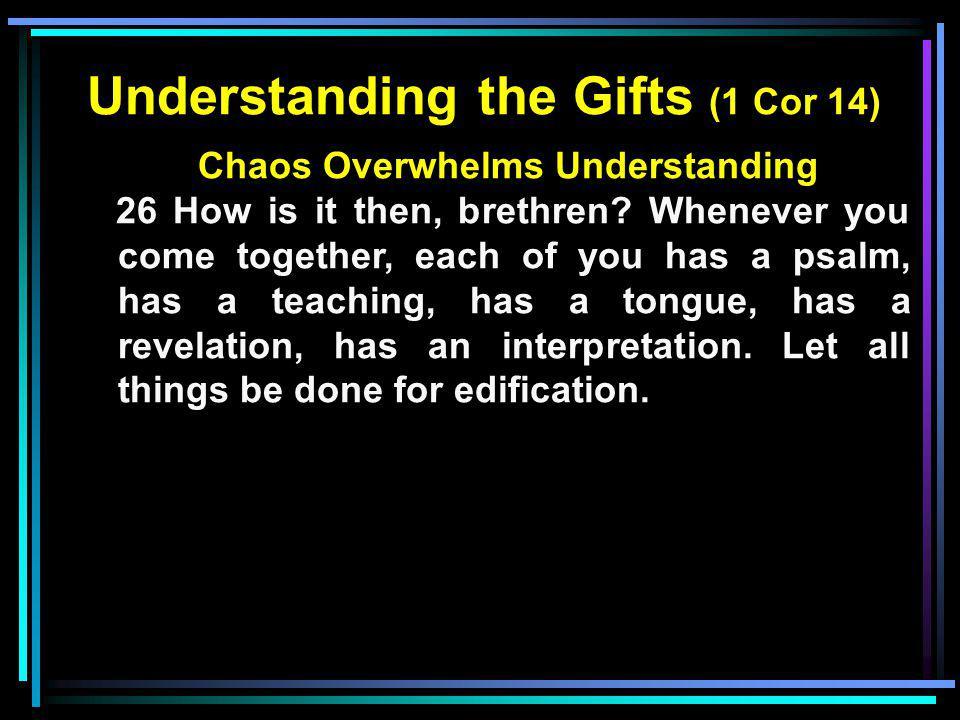 Understanding the Gifts (1 Cor 14)
Chaos Overwhelms Understanding
26 How is it then, brethren? Whenever you
come together, each of you has a psalm,
has a teaching, has a tongue, has a
revelation, has an interpretation. Let all
things be done for edification.